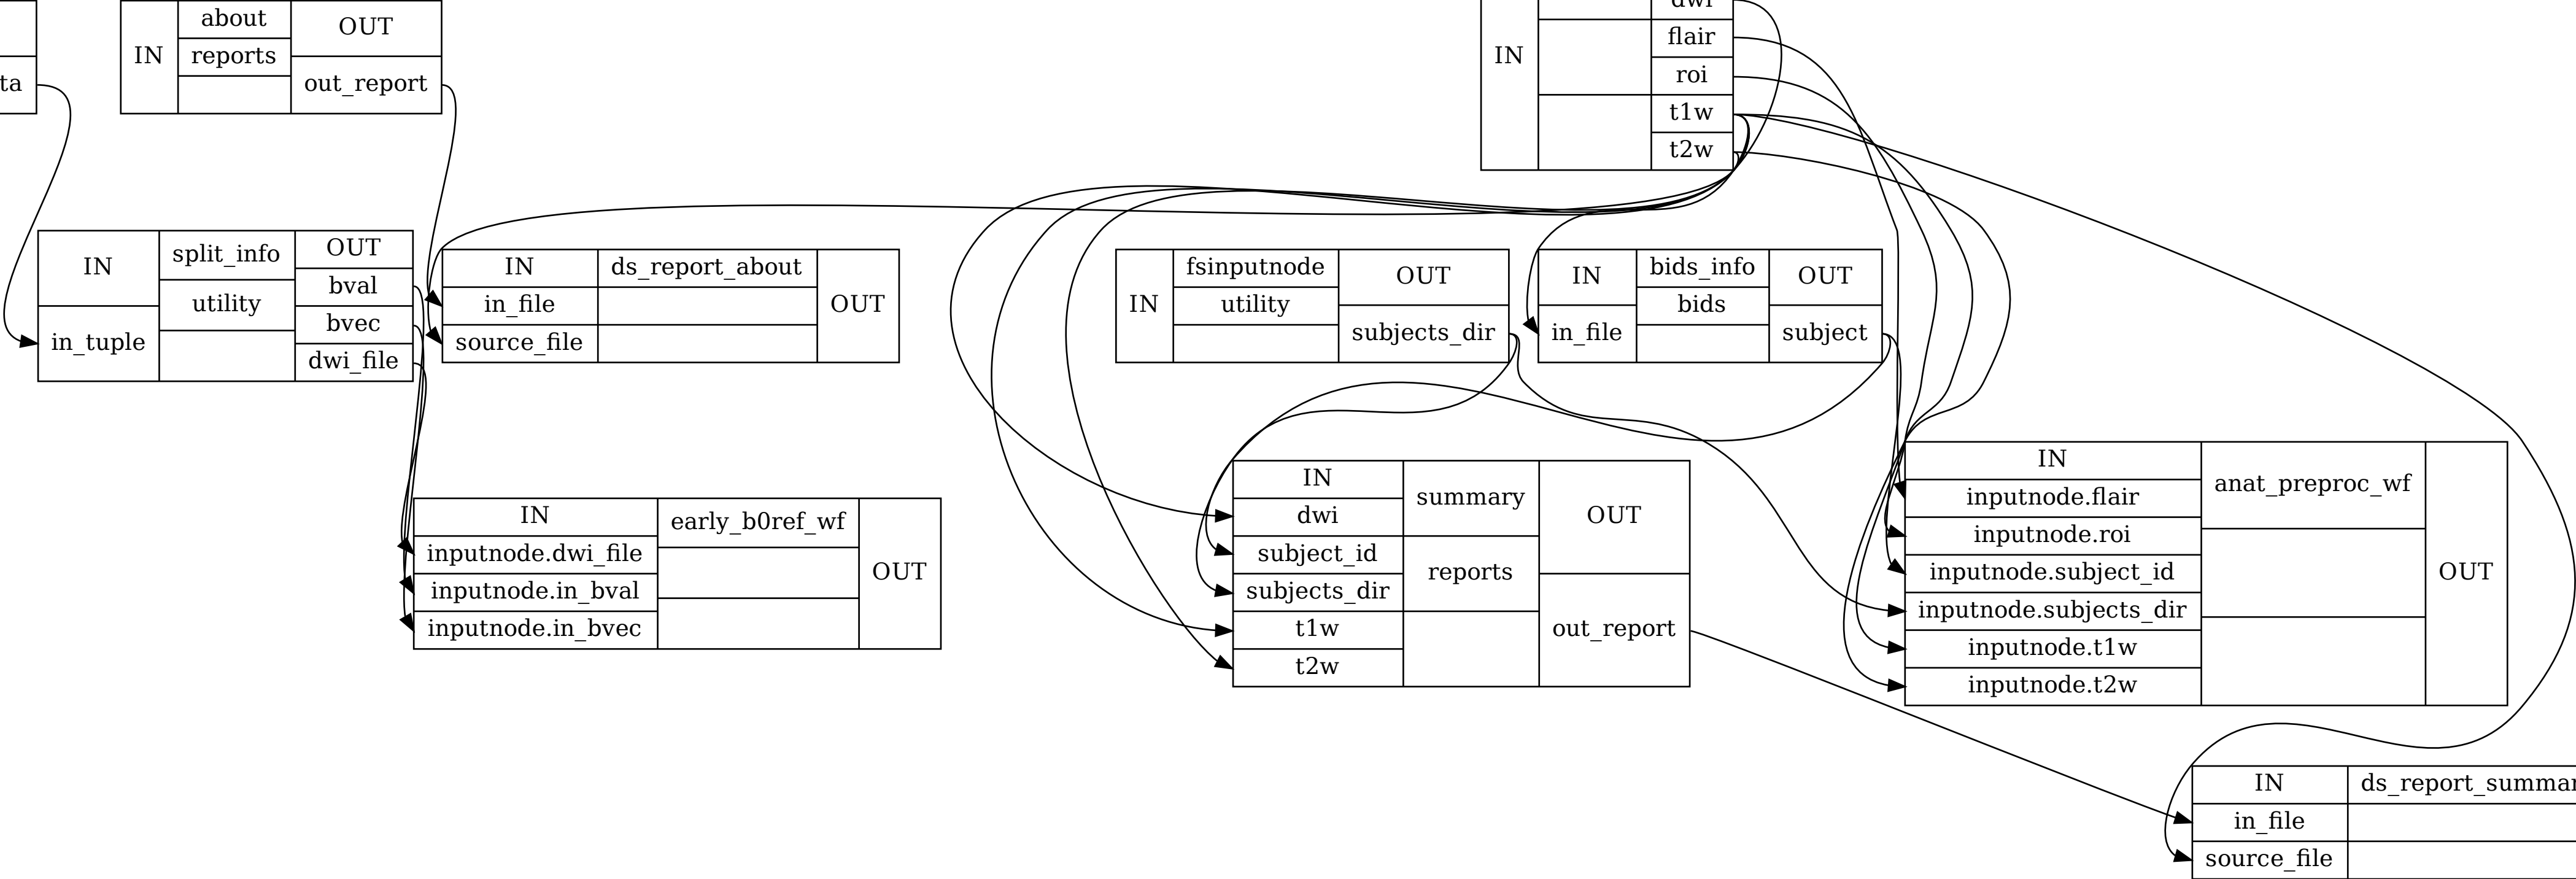 ta
IN
about
reports
OUT
out_report
IN
dwi
flair
roi
t1w
t2w
IN
in_tuple
split_info
utility
OUT
bval
bvec
dwi_file
IN
in_file
source_file
ds_report_about
OUT
IN
fsinputnode
utility
OUT
subjects_dir
IN
in_file
bids_info
bids
OUT
subject
IN
inputnode.dwi_file
inputnode.in_bval
inputnode.in_bvec
early_b0ref_wf
OUT
IN
dwi
subject_id
subjects_dir
t1w
t2w
summary
reports
OUT
out_report
IN
inputnode.flair
inputnode.roi
inputnode.subject_id
inputnode.subjects_dir
inputnode.t1w
inputnode.t2w
anat_preproc_wf
OUT
IN
in_file
source_file
ds_report_summar